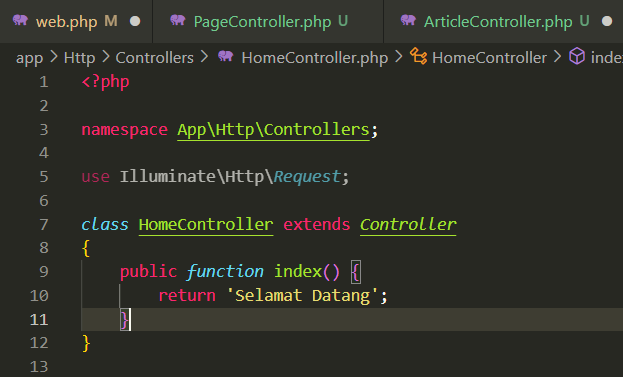 web.php M
PageController.php U
ArticleController.php U
app > Http > Controllers > HomeController.php > HomeController >
1 <?php
2
3 namespace App\Http\Controllers;
4
5 use Illuminate\Http\Request;
6
7 class HomeController extends Controller
8 {
9 public function index() {
10 return 'Selamat Datang';
11 }
12 }
13